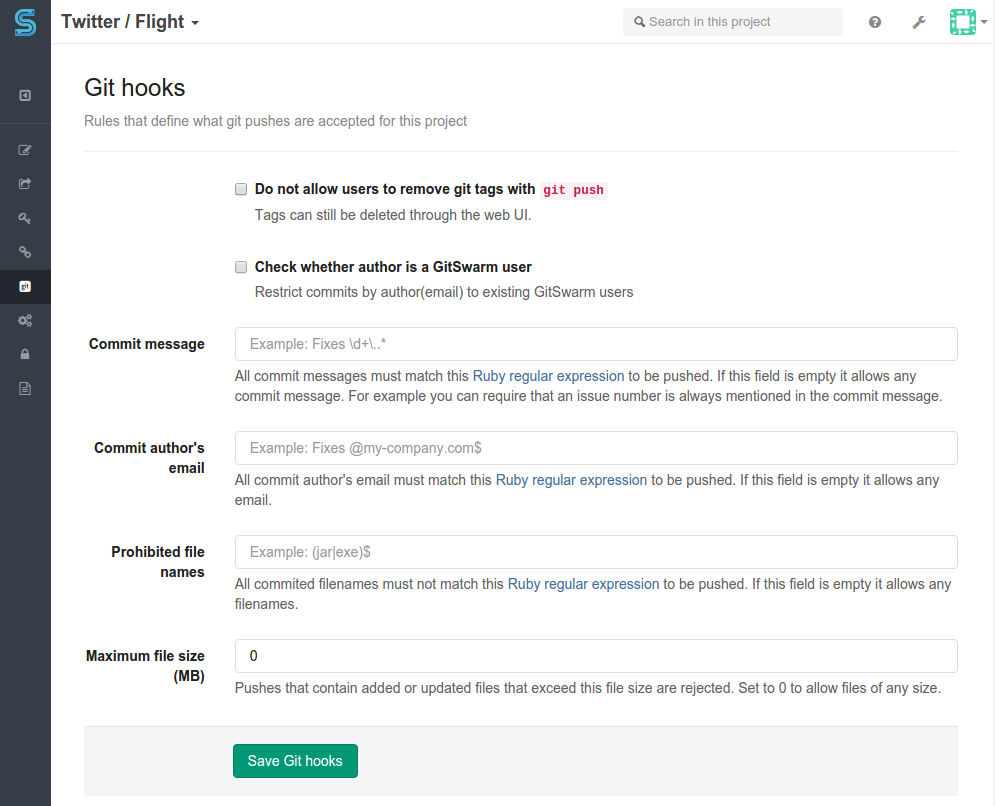 Twitter / Flight
Search in this project
Git hooks
Rules that define what git pushes are accepted for this project
Do not allow users to remove git tags with git push
Tags can still be deleted through the web UI.
Check whether author is a GitSwarm user
Restrict commits by author(email) to existing GitSwarm users
git
Commit message
Example: Fixes \d+\..*
All commit messages must match this Ruby regular expression to be pushed. If this field is empty it allows any
commit message. For example you can require that an issue number is always mentioned in the commit message.
Commit author's
email
Example: Fixes @my-company.com$
All commit author's email must match this Ruby regular expression to be pushed. If this field is empty it allows any
email.
Prohibited file
names
Example: (jar|exe)$
All commited filenames must not match this Ruby regular expression to be pushed. If this field is empty it allows any
filenames.
Maximum file size
(MB)
0
Pushes that contain added or updated files that exceed this file size are rejected. Set to 0 to allow files of any size.
Save Git hooks